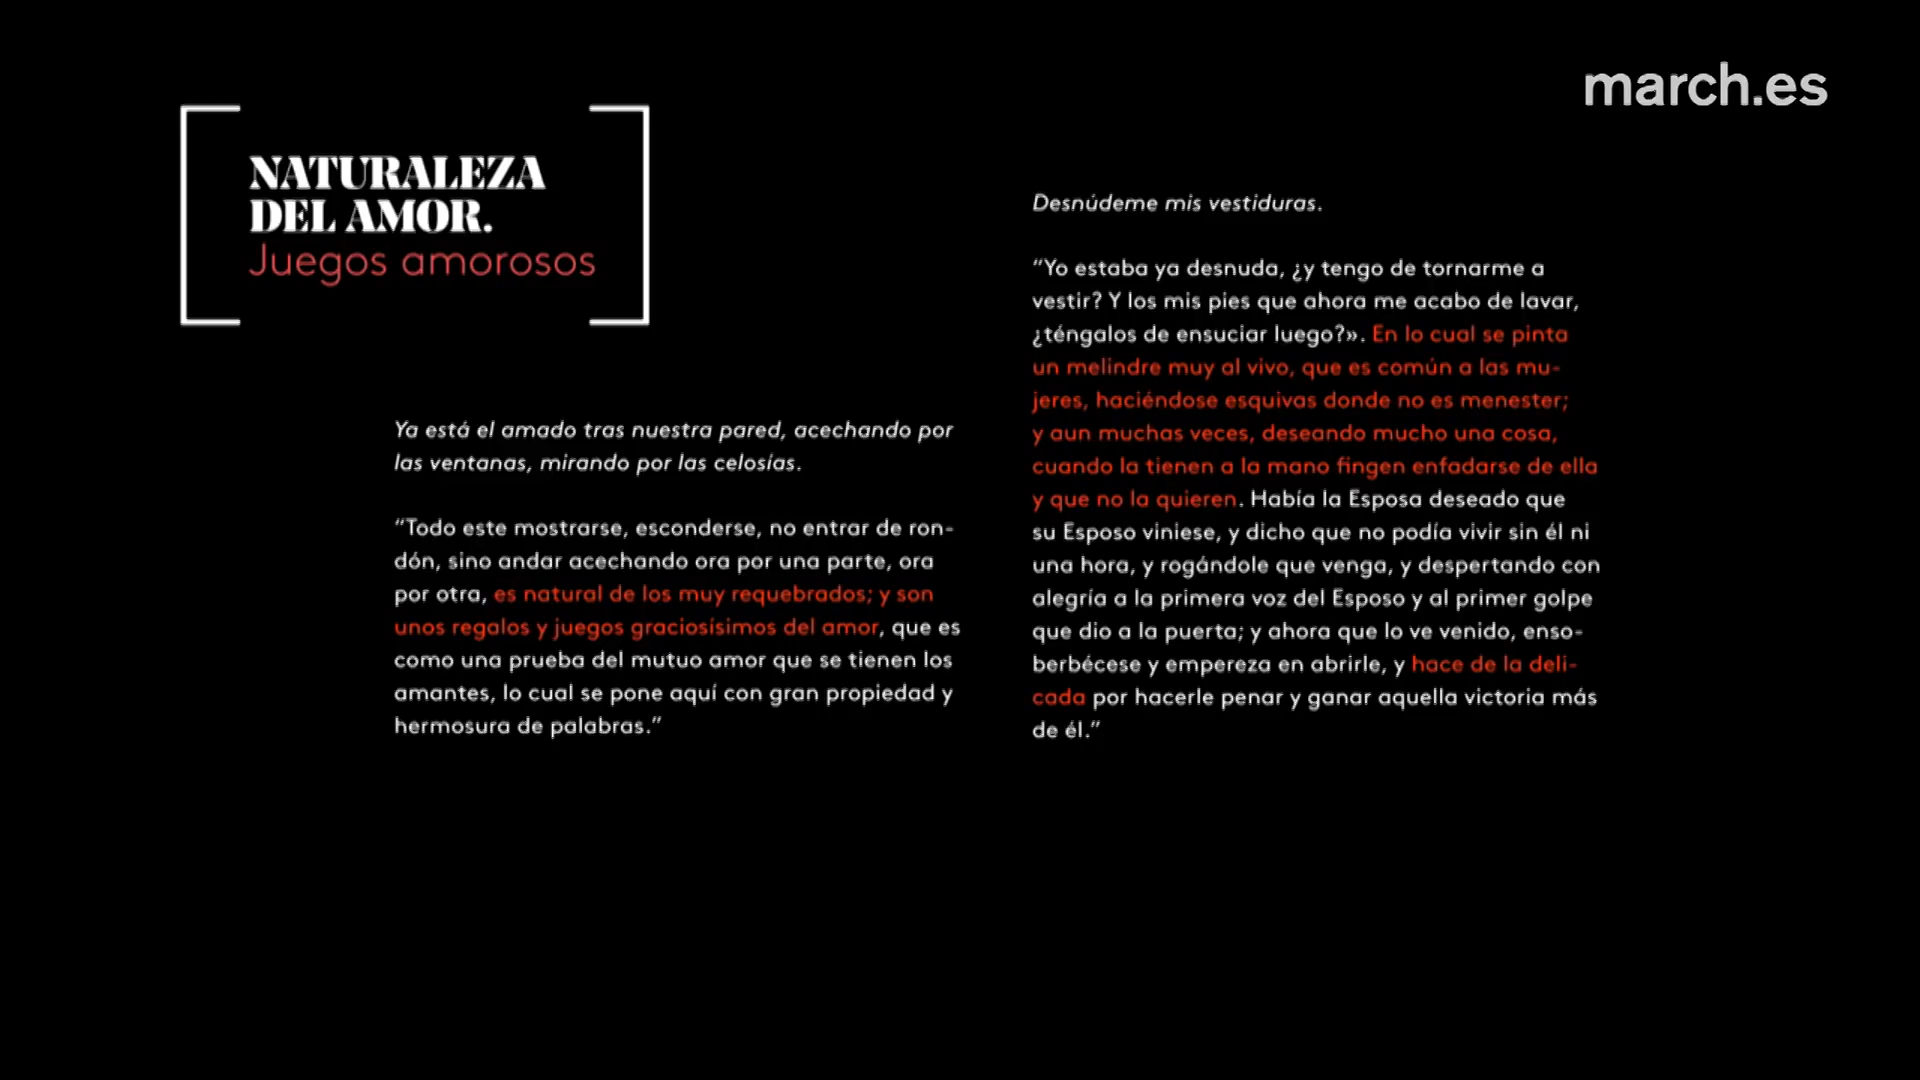 march.es
NATURALEZA
DEL AMOR.
Juegos amorosos
Ya está el amado tras nuestra pared, acechando por
las ventanas, mirando por las celosías.
“Todo este mostrarse, esconderse, no entrar de ron-
dón, sino andar acechando ora por una parte, ora
por otra, es natural de los muy requebrados; y son
unos regalos y juegos graciosísimos del amor, que es
como una prueba del mutuo amor que se tienen los
amantes, lo cual se pone aquí con gran propiedad y
hermosura de palabras.”
Desnúdeme mis vestiduras.
“Yo estaba ya desnuda, ¿y tengo de tornarme a
vestir? Y los mis pies que ahora me acabo de lavar,
¿téngalos de ensuciar luego?». En lo cual se pinta
un melindre muy al vivo, que es común a las mu-
jeres, haciéndose esquivas donde no es menester;
y aun muchas veces, deseando mucho una cosa,
cuando la tienen a la mano fingen enfadarse de ella
y que no la quieren. Había la Esposa deseado que
su Esposo viniese, y dicho que no podía vivir sin él ni
una hora, y rogándole que venga, y despertando con
alegría a la primera voz del Esposo y al primer golpe
que dio a la puerta; y ahora que lo ve venido, enso-
berbécese y empereza en abrirle, y hace de la deli-
cada por hacerle penar y ganar aquella victoria más
de él.”